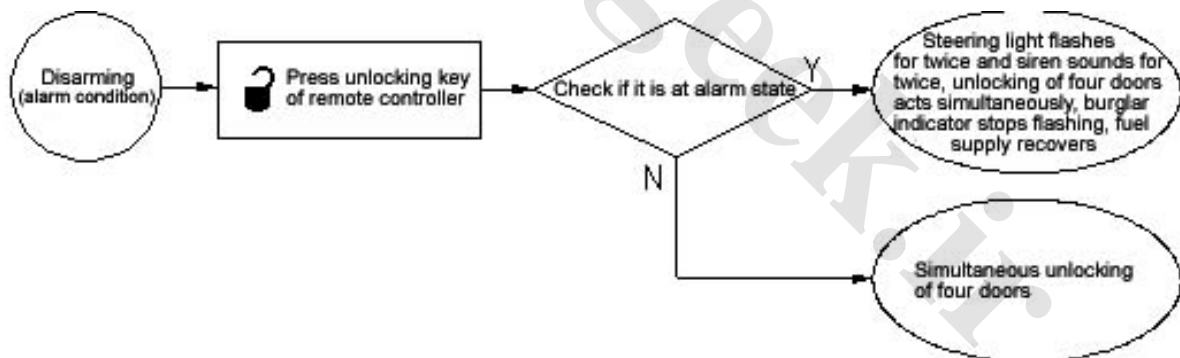 Disarming
(alarm condition)
Press unlocking key
of remote controller
Check if it is at alarm state
Y
Steering light flashes
for twice and siren sounds for
twice, unlocking of four doors
acts simultaneously, burglar
indicator stops flashing, fuel
supply recovers
N
Simultaneous unlocking
of four doors
eek.ir